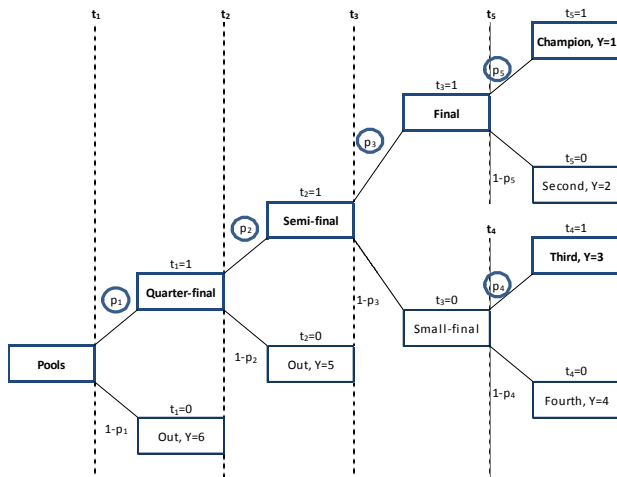 t₁
t₂
t₃
t₅
t₅=1
Champion, Y=1
p₅
t₃=1
Final
p₃
t₅=0
1-p₅
Second, Y=2
t₂=1
Semi-final
p₂
t₄
t₄=1
Third, Y=3
t₁=1
Quarter-final
p₁
p₄
1-p₃
t₃=0
Small-final
t₂=0
Out, Y=5
1-p₂
Pools
t₄=0
1-p₄
Fourth, Y=4
t₁=0
1-p₁
Out, Y=6